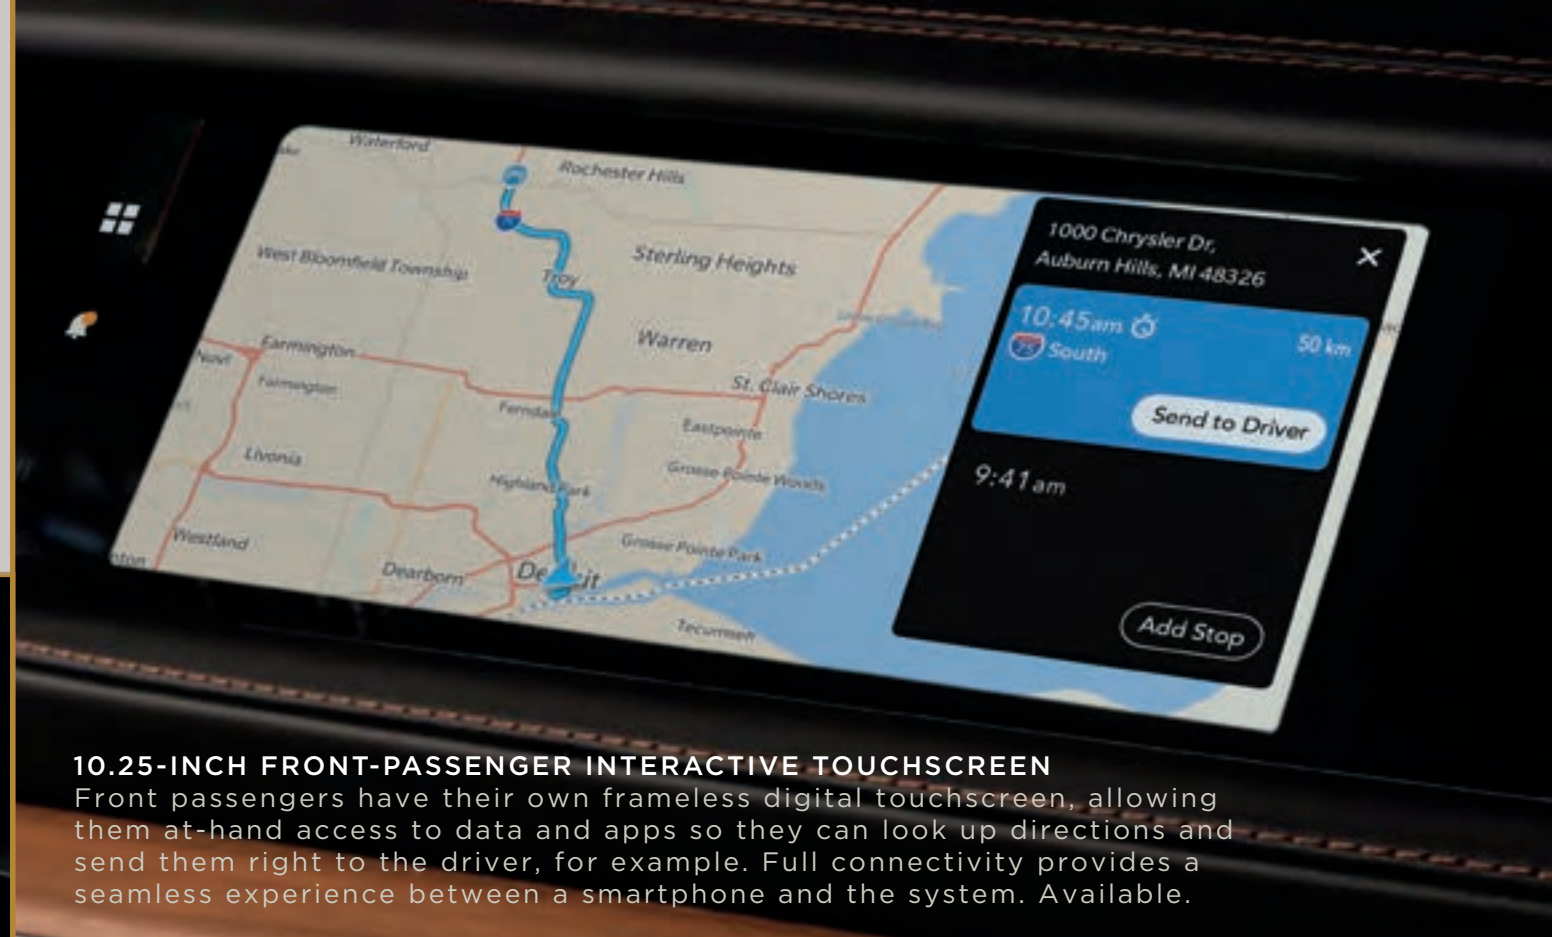 Waterford
Rochester Hills
Sterling Heights
West Bloomfield Township
Troy
Warren
Farmington
Novi
Farmington
St. Clair Shores
Ferndale
Eastpointe
Livonia
Highland Park
Grosse Pointe Woods
Westland
Grosse Pointe Park
Dearborn
Detroit
Tecumseh
1000 Chrysler Dr,
Auburn Hills, MI 48326
10:45am
50 km
75 South
Send to Driver
9:41am
Add Stop
10.25-INCH FRONT-PASSENGER INTERACTIVE TOUCHSCREEN
Front passengers have their own frameless digital touchscreen, allowing
them at-hand access to data and apps so they can look up directions and
send them right to the driver, for example. Full connectivity provides a
seamless experience between a smartphone and the system. Available.